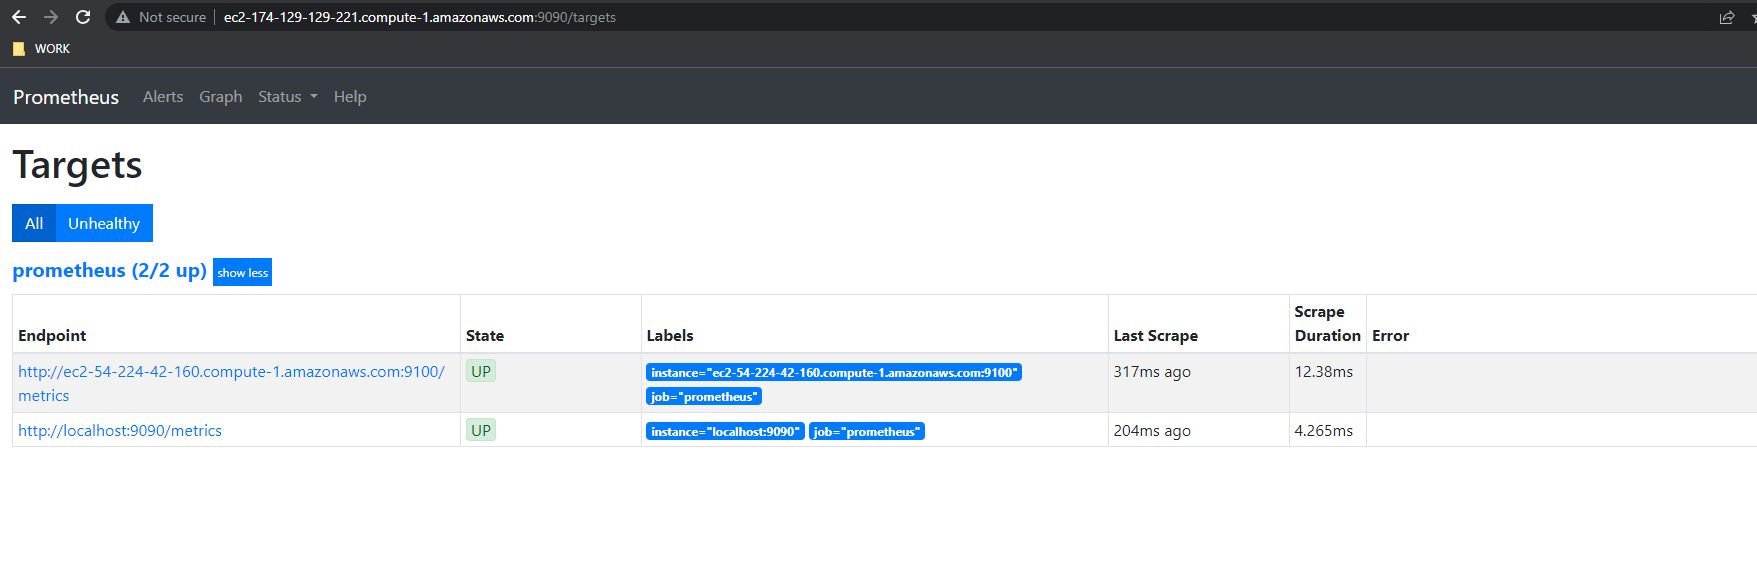 Not secure ec2-174-129-129-221.compute-1.amazonaws.com:9090/targets
WORK
Prometheus Alerts Graph Status Help
Targets
All Unhealthy
prometheus (2/2 up) show less
Endpoint State Labels Last Scrape Scrape Duration Error
http://ec2-54-224-42-160.compute-1.amazonaws.com:9100/ UP instance="ec2-54-224-42-160.compute-1.amazonaws.com:9100" 317ms ago 12.38ms
metrics job="prometheus"
http://localhost:9090/metrics UP instance="localhost:9090" job="prometheus" 204ms ago 4.265ms